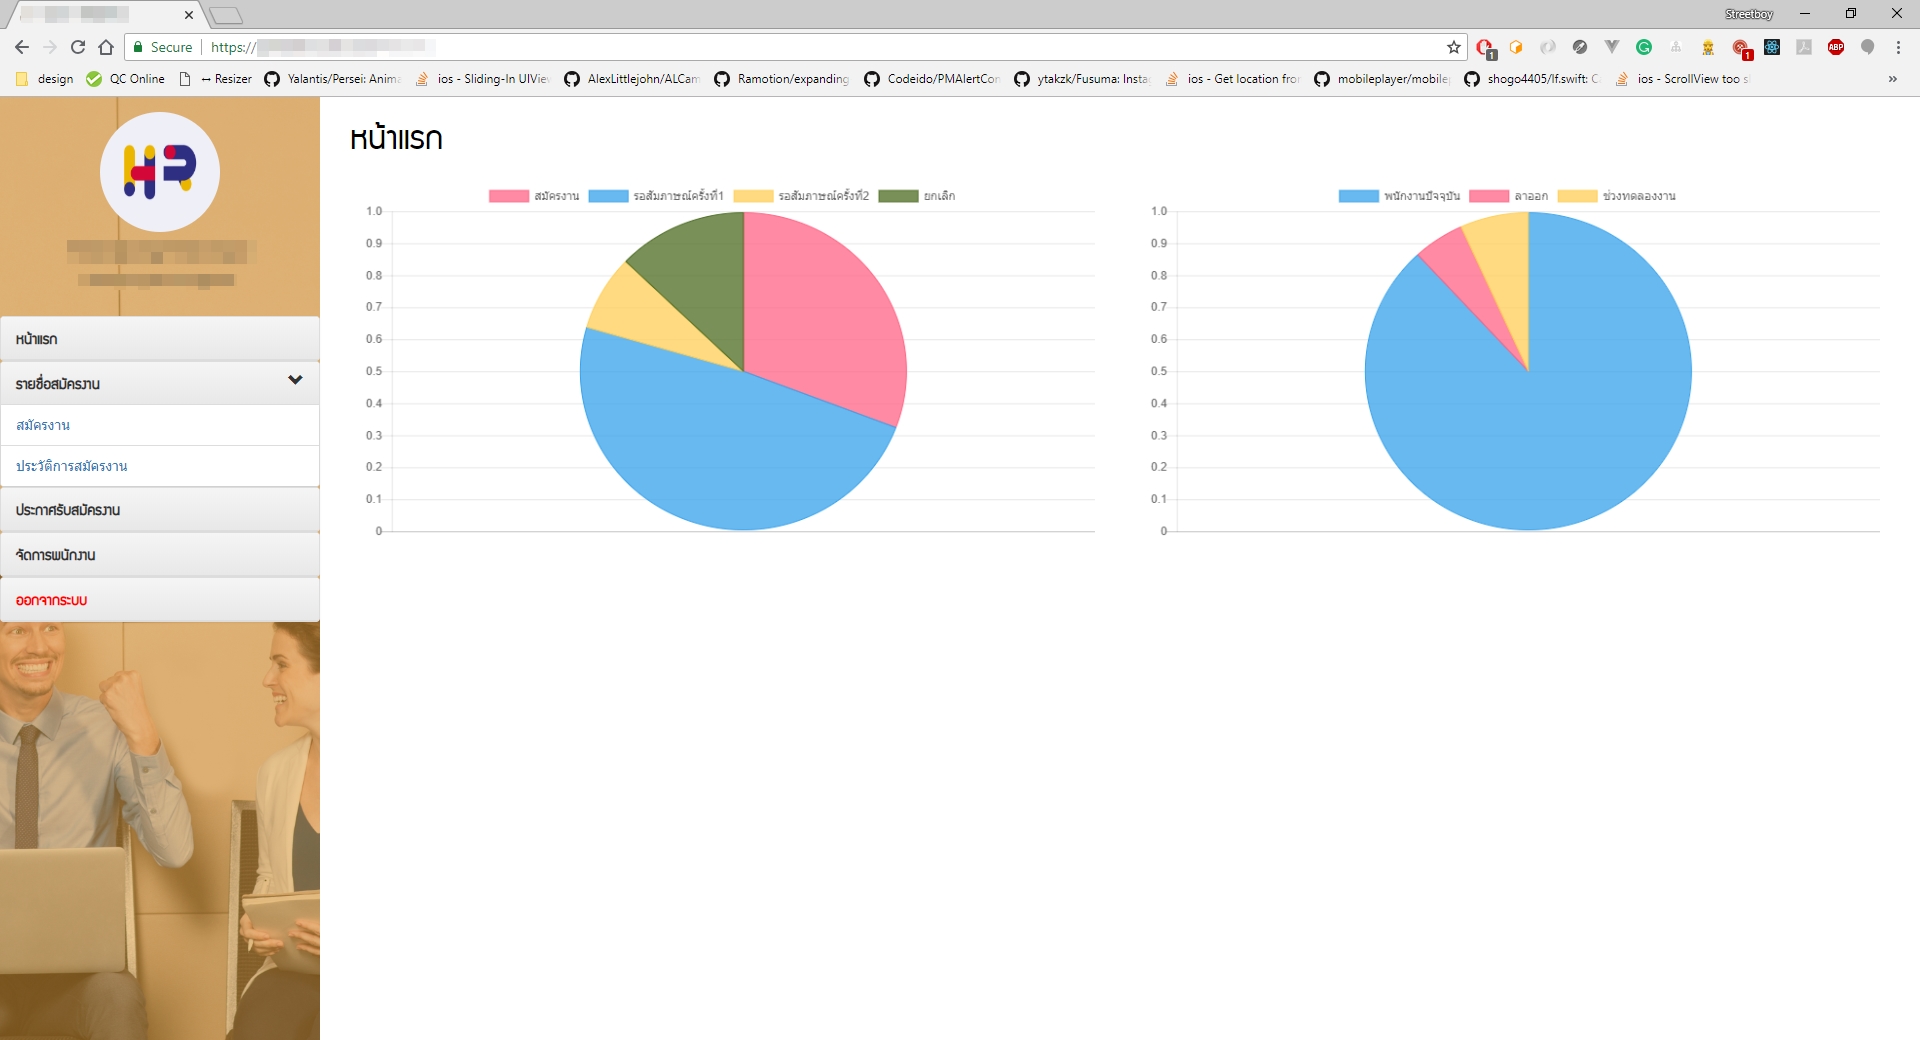 Streetboy
Secure https://
design QC Online ↔ Resizer Yalantis/Persei: Anima ios - Sliding-In UIView AlexLittlejohn/ALCam Ramotion/expanding Codeido/PMAlertCon ytakzk/Fusuma: Insta ios - Get location from mobileplayer/mobile shogo4405/lf.swift: C ios - ScrollView too s »
HR
หน้าแรก
รายชื่อสมัครงาน
สมัครงาน
ประวัติการสมัครงาน
ประกาศรับสมัครงาน
จัดการพนักงาน
ออกจากระบบ
หน้าแรก
สมัครงาน รอสัมภาษณ์ครั้งที่1 รอสัมภาษณ์ครั้งที่2 ยกเลิก
1.0
0.9
0.8
0.7
0.6
0.5
0.4
0.3
0.2
0.1
0
พนักงานปัจจุบัน ลาออก ช่วงทดลองงาน
1.0
0.9
0.8
0.7
0.6
0.5
0.4
0.3
0.2
0.1
0
1
1
ABP